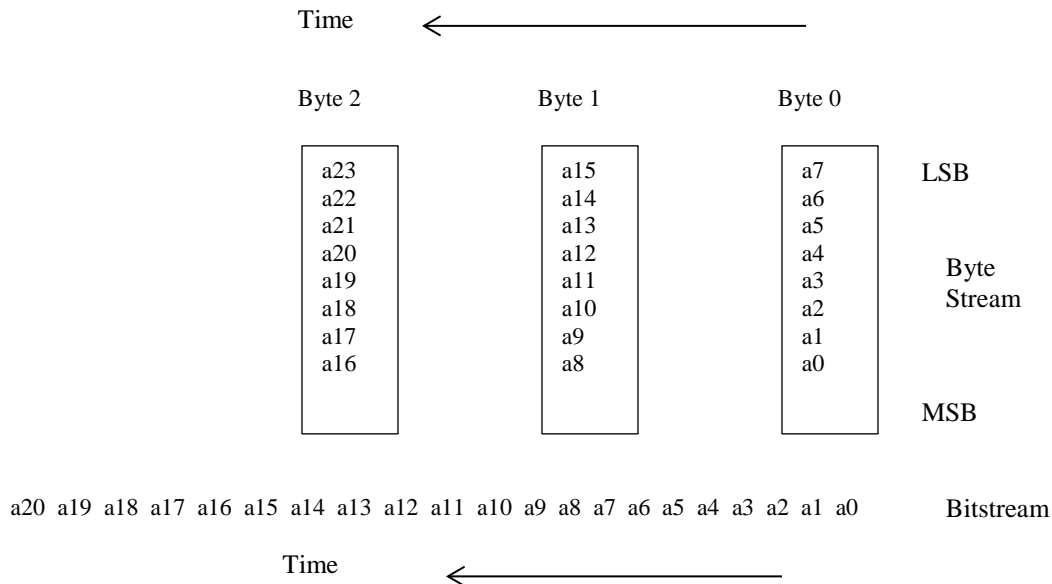 Time
Byte 2 Byte 1 Byte 0
a23 a15 a7 LSB
a22 a14 a6
a21 a13 a5
a20 a12 a4
a19 a11 a3 Byte
a18 a10 a2 Stream
a17 a9 a1
a16 a8 a0
MSB
a20 a19 a18 a17 a16 a15 a14 a13 a12 a11 a10 a9 a8 a7 a6 a5 a4 a3 a2 a1 a0 Bitstream
Time